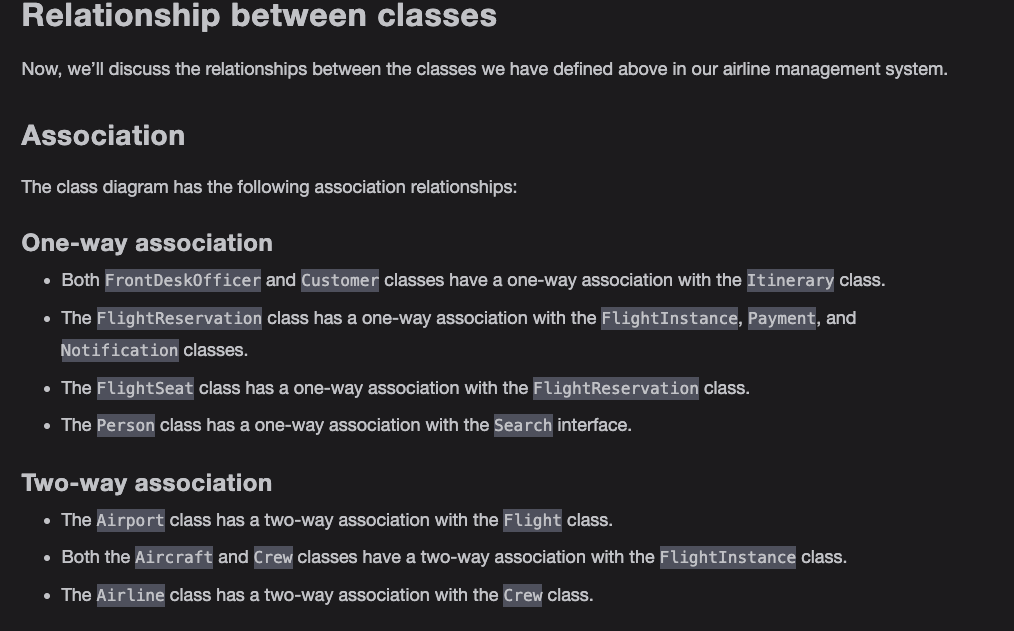 Relationship between classes
Now, we’ll discuss the relationships between the classes we have defined above in our airline management system.
Association
The class diagram has the following association relationships:
One-way association
• Both FrontDeskOfficer and Customer classes have a one-way association with the Itinerary class.
• The FlightReservation class has a one-way association with the FlightInstance, Payment, and
Notification classes.
• The FlightSeat class has a one-way association with the FlightReservation class.
• The Person class has a one-way association with the Search interface.
Two-way association
• The Airport class has a two-way association with the Flight class.
• Both the Aircraft and Crew classes have a two-way association with the FlightInstance class.
• The Airline class has a two-way association with the Crew class.